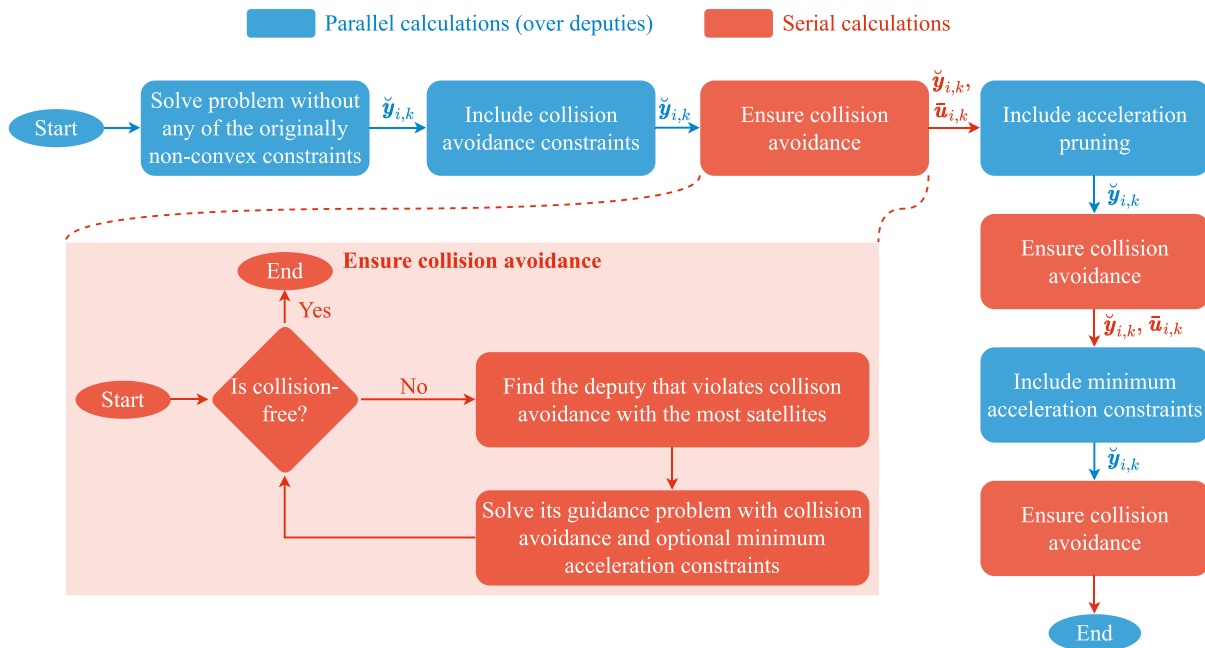 Parallel calculations (over deputies)
Serial calculations
Start
Solve problem without
any of the originally
non-convex constraints
y̆ᵢ,ₖ
Include collision
avoidance constraints
y̆ᵢ,ₖ
Ensure collision
avoidance
y̆ᵢ,ₖ,
ūᵢ,ₖ
Include acceleration
pruning
y̆ᵢ,ₖ
Ensure collision
avoidance
y̆ᵢ,ₖ, ūᵢ,ₖ
Include minimum
acceleration constraints
y̆ᵢ,ₖ
Ensure collision
avoidance
End
Ensure collision avoidance
End
Yes
Start
Is collision-
free?
No
Find the deputy that violates collison
avoidance with the most satellites
Solve its guidance problem with collision
avoidance and optional minimum
acceleration constraints